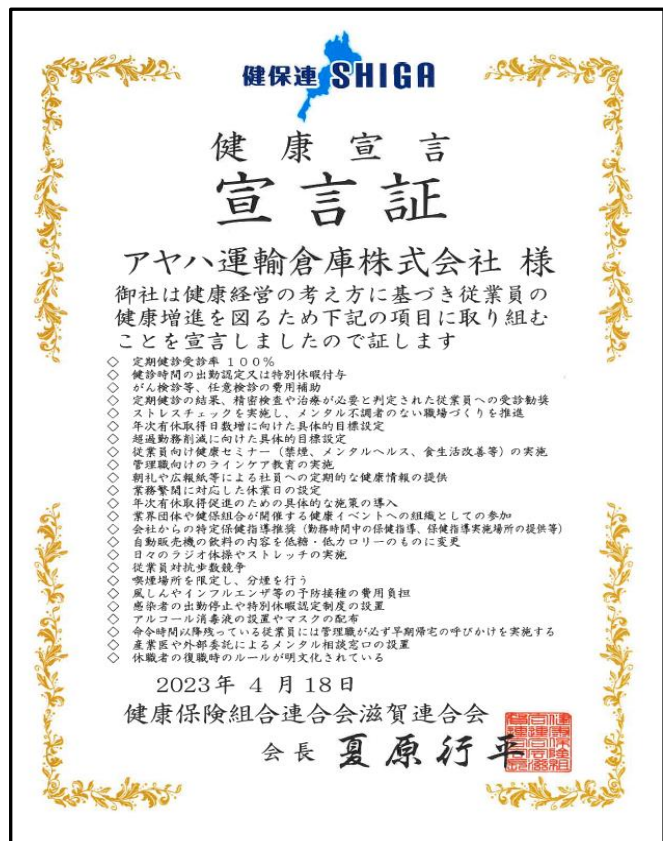 健保連 SHIGA
健康宣言
宣言証
アヤハ運輸倉庫株式会社 様
御社は健康経営の考え方に基づき従業員の
健康増進を図るため下記の項目に取り組む
ことを宣言しましたので証します
◇ 定期健診受診率100%
◇ 健診時間の出勤認定又は特別休暇付与
◇ がん検診等、任意検診の費用補助
◇ 定期健診の結果、精密検査や治療が必要と判定された従業員への受診勧奨
◇ ストレスチェックを実施し、メンタル不調者のない職場づくりを推進
◇ 年次有休取得日数増に向けた具体的目標設定
◇ 超過勤務削減に向けた具体的目標設定
◇ 従業員向け健康セミナー(禁煙、メンタルヘルス、食生活改善等)の実施
◇ 管理職向けのラインケア教育の実施
◇ 朝礼や広報紙等による社員への定期的な健康情報の提供
◇ 業務繁閑に対応した休業日の設定
◇ 年次有休取得促進のための具体的な施策の導入
◇ 業界団体や健保組合が開催する健康イベントへの組織としての参加
◇ 会社からの特定保健指導推奨(勤務時間中の保健指導、保健指導実施場所の提供等)
◇ 自動販売機の飲料の内容を低糖・低カロリーのものに変更
◇ 日々のラジオ体操やストレッチの実施
◇ 従業員対抗歩数競争
◇ 喫煙場所を限定し、分煙を行う
◇ 風しんやインフルエンザ等の予防接種の費用負担
◇ 感染者の出勤停止や特別休暇認定制度の設置
◇ アルコール消毒液の設置やマスクの配布
◇ 命令時間以降残っている従業員には管理職が必ず早期帰宅の呼びかけを実施する
◇ 産業医や外部委託によるメンタル相談窓口の設置
◇ 休職者の復職時のルールが明文化されている
2023年4月18日
健康保険組合連合会滋賀連合会
会長 夏原行平